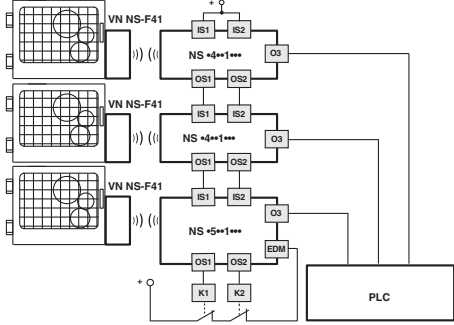 +
VN NS-F41
IS1 IS2
NS •4••1•••
O3
OS1 OS2
VN NS-F41
IS1 IS2
NS •4••1•••
O3
OS1 OS2
VN NS-F41
IS1 IS2
O3
NS •5••1•••
EDM
OS1 OS2
+
K1 K2
PLC